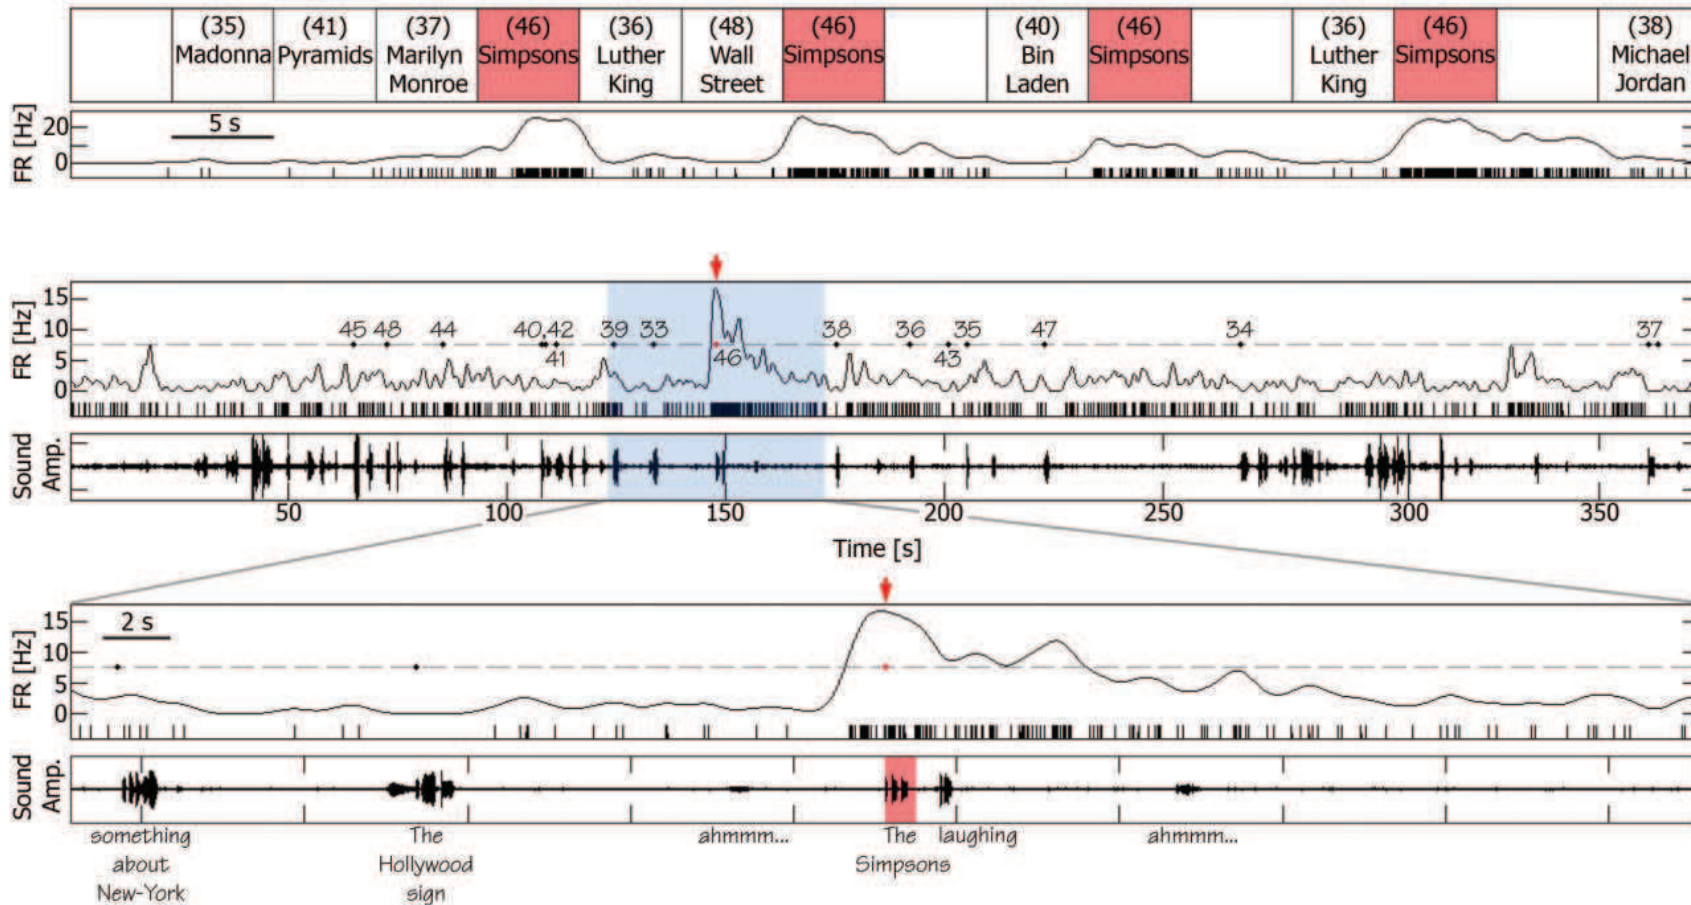 (35) (41) (37) (46) (36) (48) (46) (40) (46) (36) (46) (38)
Madonna Pyramids Marilyn Simpsons Luther Wall Simpsons Bin Simpsons Luther Simpsons Michael
Monroe King Street Laden King Jordan
FR [Hz]
20
0
5 s
FR [Hz]
15
10
5
0
45 48 44 40,42 39 33 38 36 35 47 34 37
41 46 43
Sound
Amp.
50 100 150 200 250 300 350
Time [s]
FR [Hz]
15
10
5
0
2 s
Sound
Amp.
something The ahmmm... The laughing ahmmm...
about Hollywood Simpsons
New-York sign